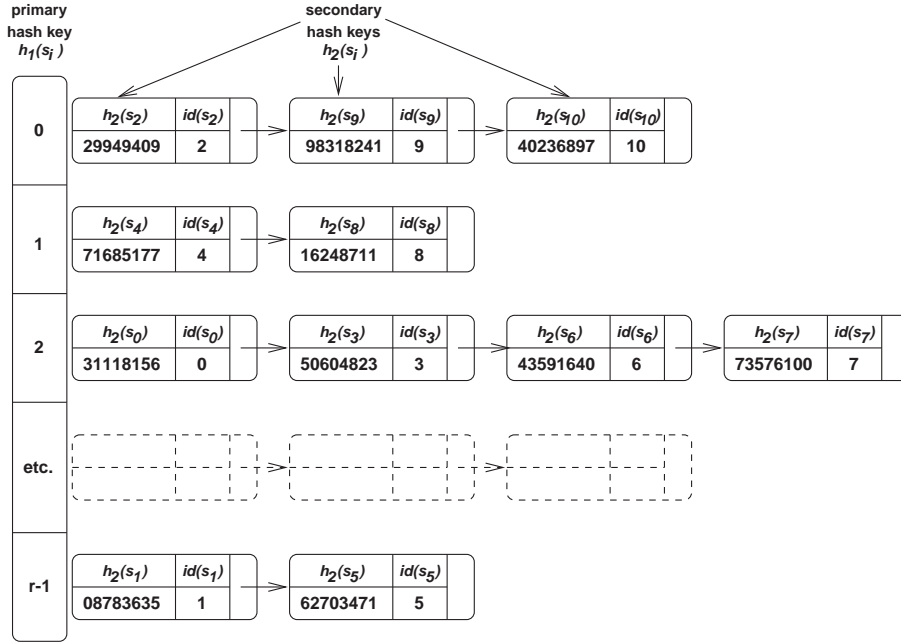 primary
hash key
h1(si)
secondary
hash keys
h2(si)
0
h2(s2) id(s2)
29949409 2
h2(s9) id(s9)
98318241 9
h2(s10) id(s10)
40236897 10
1
h2(s4) id(s4)
71685177 4
h2(s8) id(s8)
16248711 8
2
h2(s0) id(s0)
31118156 0
h2(s3) id(s3)
50604823 3
h2(s6) id(s6)
43591640 6
h2(s7) id(s7)
73576100 7
etc.
r-1
h2(s1) id(s1)
08783635 1
h2(s5) id(s5)
62703471 5